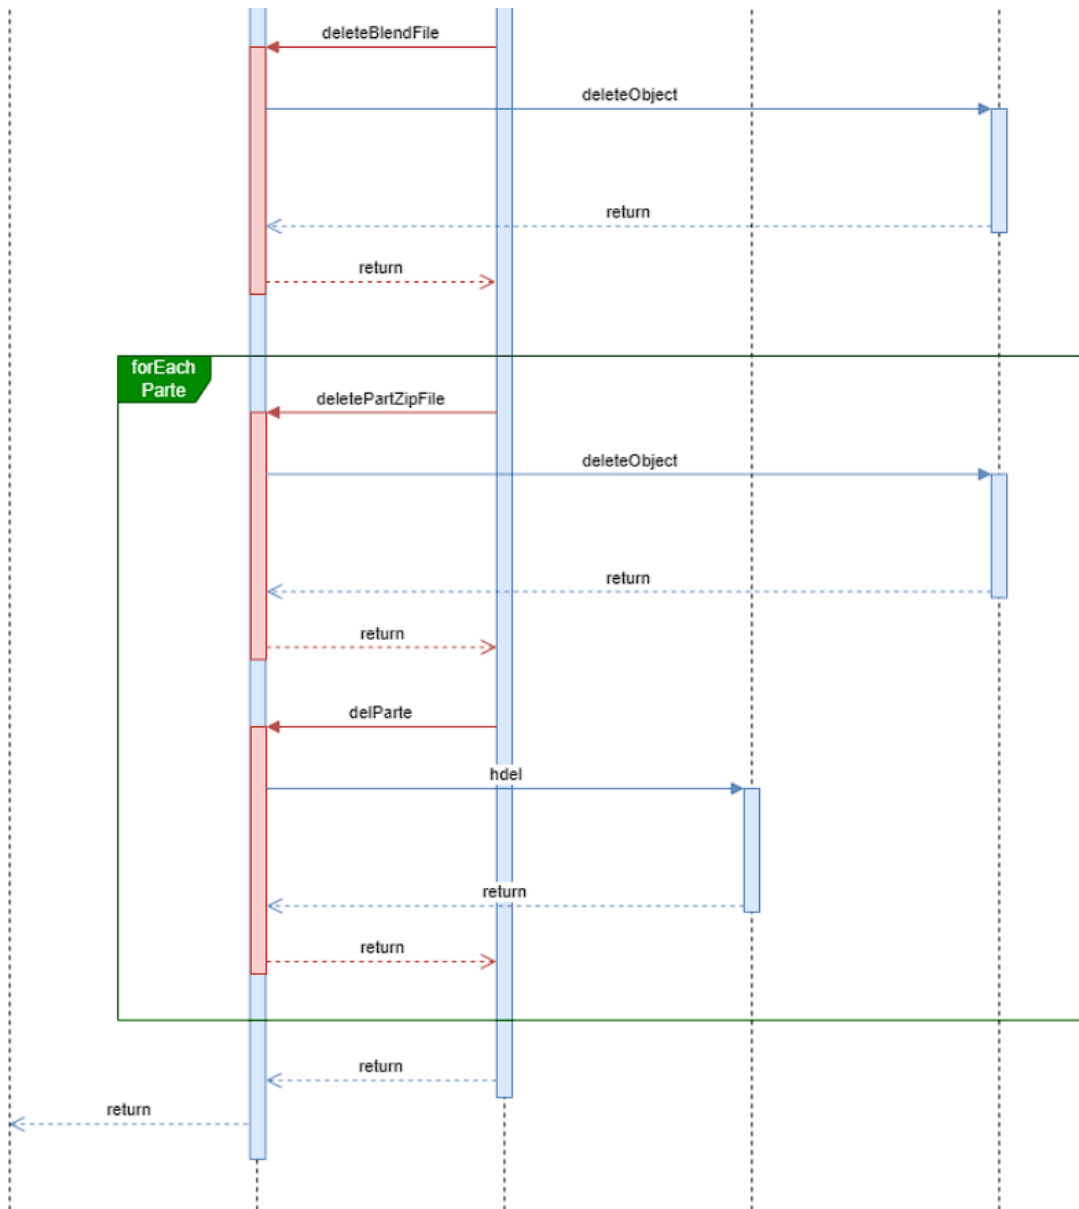 deleteBlendFile
deleteObject
return
return
forEach
Parte
deletePartZipFile
deleteObject
return
return
delParte
hdel
return
return
return
return